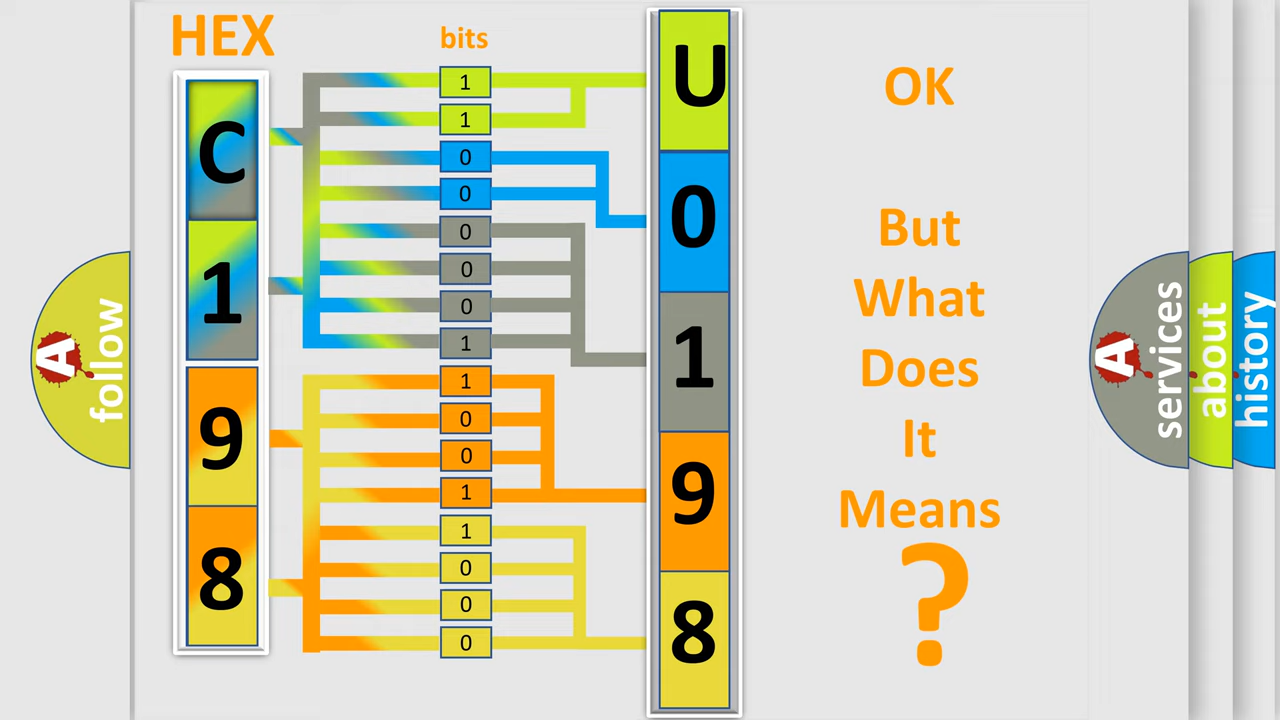 HEX
bits
C
1
9
8
1
1
0
0
0
0
0
1
1
0
0
1
1
0
0
0
U
0
1
9
8
OK
But
What
Does
It
Means
?
A
follow
A
services
about
history